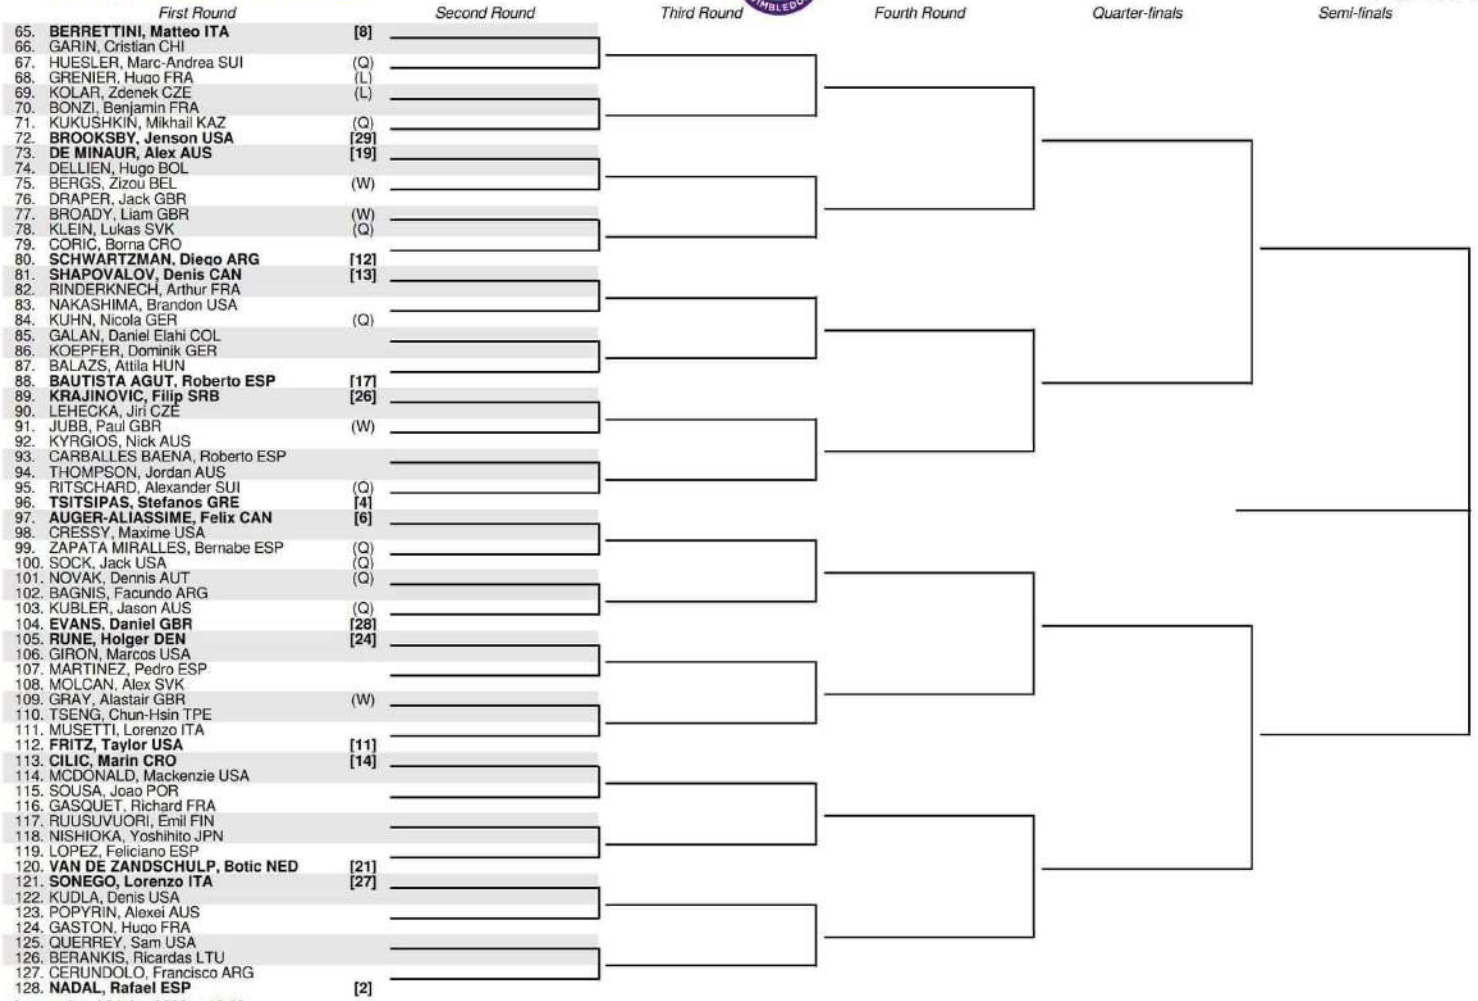 First Round Second Round Third Round Fourth Round Quarter-finals Semi-finals
65. BERRETTINI, Matteo ITA [8]
66. GARIN, Cristian CHI
67. HUESLER, Marc-Andrea SUI (Q)
68. GRENIER, Hugo FRA (L)
69. KOLAR, Zdenek CZE (L)
70. BONZI, Benjamin FRA
71. KUKUSHKIN, Mikhail KAZ (Q)
72. BROOKSBY, Jenson USA [29]
73. DE MINAUR, Alex AUS [19]
74. DELLIEN, Hugo BOL
75. BERGS, Zizou BEL (W)
76. DRAPER, Jack GBR
77. BROADY, Liam GBR (W)
78. KLEIN, Lukas SVK (Q)
79. CORIC, Borna CRO
80. SCHWARTZMAN, Diego ARG [12]
81. SHAPOVALOV, Denis CAN [13]
82. RINDERKNECH, Arthur FRA
83. NAKASHIMA, Brandon USA
84. KUHN, Nicola GER (Q)
85. GALAN, Daniel Elahi COL
86. KOEPFER, Dominik GER
87. BALAZS, Attila HUN
88. BAUTISTA AGUT, Roberto ESP [17]
89. KRAJINOVIC, Filip SRB [26]
90. LEHECKA, Jiri CZE
91. JUBB, Paul GBR (W)
92. KYRGIOS, Nick AUS
93. CARBALLES BAENA, Roberto ESP
94. THOMPSON, Jordan AUS
95. RITSCHARD, Alexander SUI (Q)
96. TSITSIPAS, Stefanos GRE [4]
97. AUGER-ALIASSIME, Felix CAN [6]
98. CRESSY, Maxime USA
99. ZAPATA MIRALLES, Bernabe ESP (Q)
100. SOCK, Jack USA (Q)
101. NOVAK, Dennis AUT (Q)
102. BAGNIS, Facundo ARG
103. KUBLER, Jason AUS (Q)
104. EVANS, Daniel GBR [28]
105. RUNE, Holger DEN [24]
106. GIRON, Marcos USA
107. MARTINEZ, Pedro ESP
108. MOLCAN, Alex SVK
109. GRAY, Alastair GBR (W)
110. TSENG, Chun-Hsin TPE
111. MUSETTI, Lorenzo ITA
112. FRITZ, Taylor USA [11]
113. CILIC, Marin CRO [14]
114. MCDONALD, Mackenzie USA
115. SOUSA, Joao POR
116. GASQUET, Richard FRA
117. RUUSUVUORI, Emil FIN
118. NISHIOKA, Yoshihito JPN
119. LOPEZ, Feliciano ESP
120. VAN DE ZANDSCHULP, Botic NED [21]
121. SONEGO, Lorenzo ITA [27]
122. KUDLA, Denis USA
123. POPYRIN, Alexei AUS
124. GASTON, Hugo FRA
125. QUERREY, Sam USA
126. BERANKIS, Ricardas LTU
127. CERUNDOLO, Francisco ARG
128. NADAL, Rafael ESP [2]